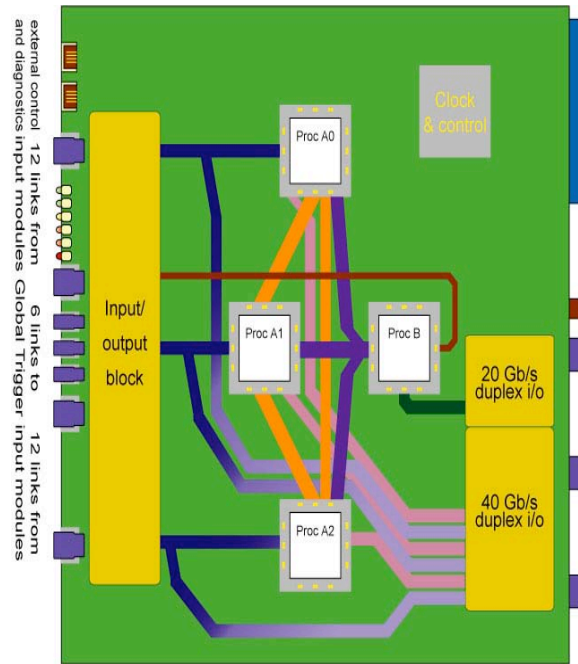 external control
and diagnostics
12 links from
input modules
6 links to
Global Trigger
12 links from
input modules
Input/
output
block
Proc A0
Clock
& control
Proc A1
Proc B
Proc A2
20 Gb/s
duplex i/o
40 Gb/s
duplex i/o